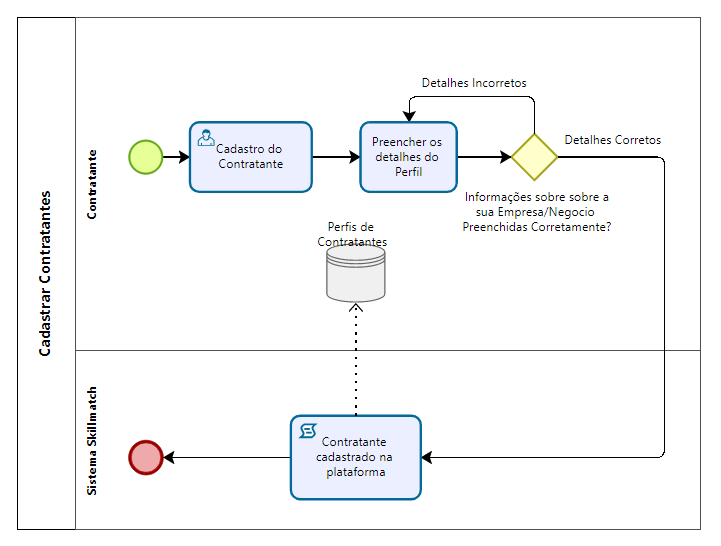 Cadastrar Contratantes
Contratante
Detalhes Incorretos
Cadastro do
Contratante
Preencher os
detalhes do
Perfil
Detalhes Corretos
Informações sobre sobre a
sua Empresa/Negocio
Preenchidas Corretamente?
Perfis de
Contratantes
Sistema Skillmatch
Contratante
cadastrado na
plataforma